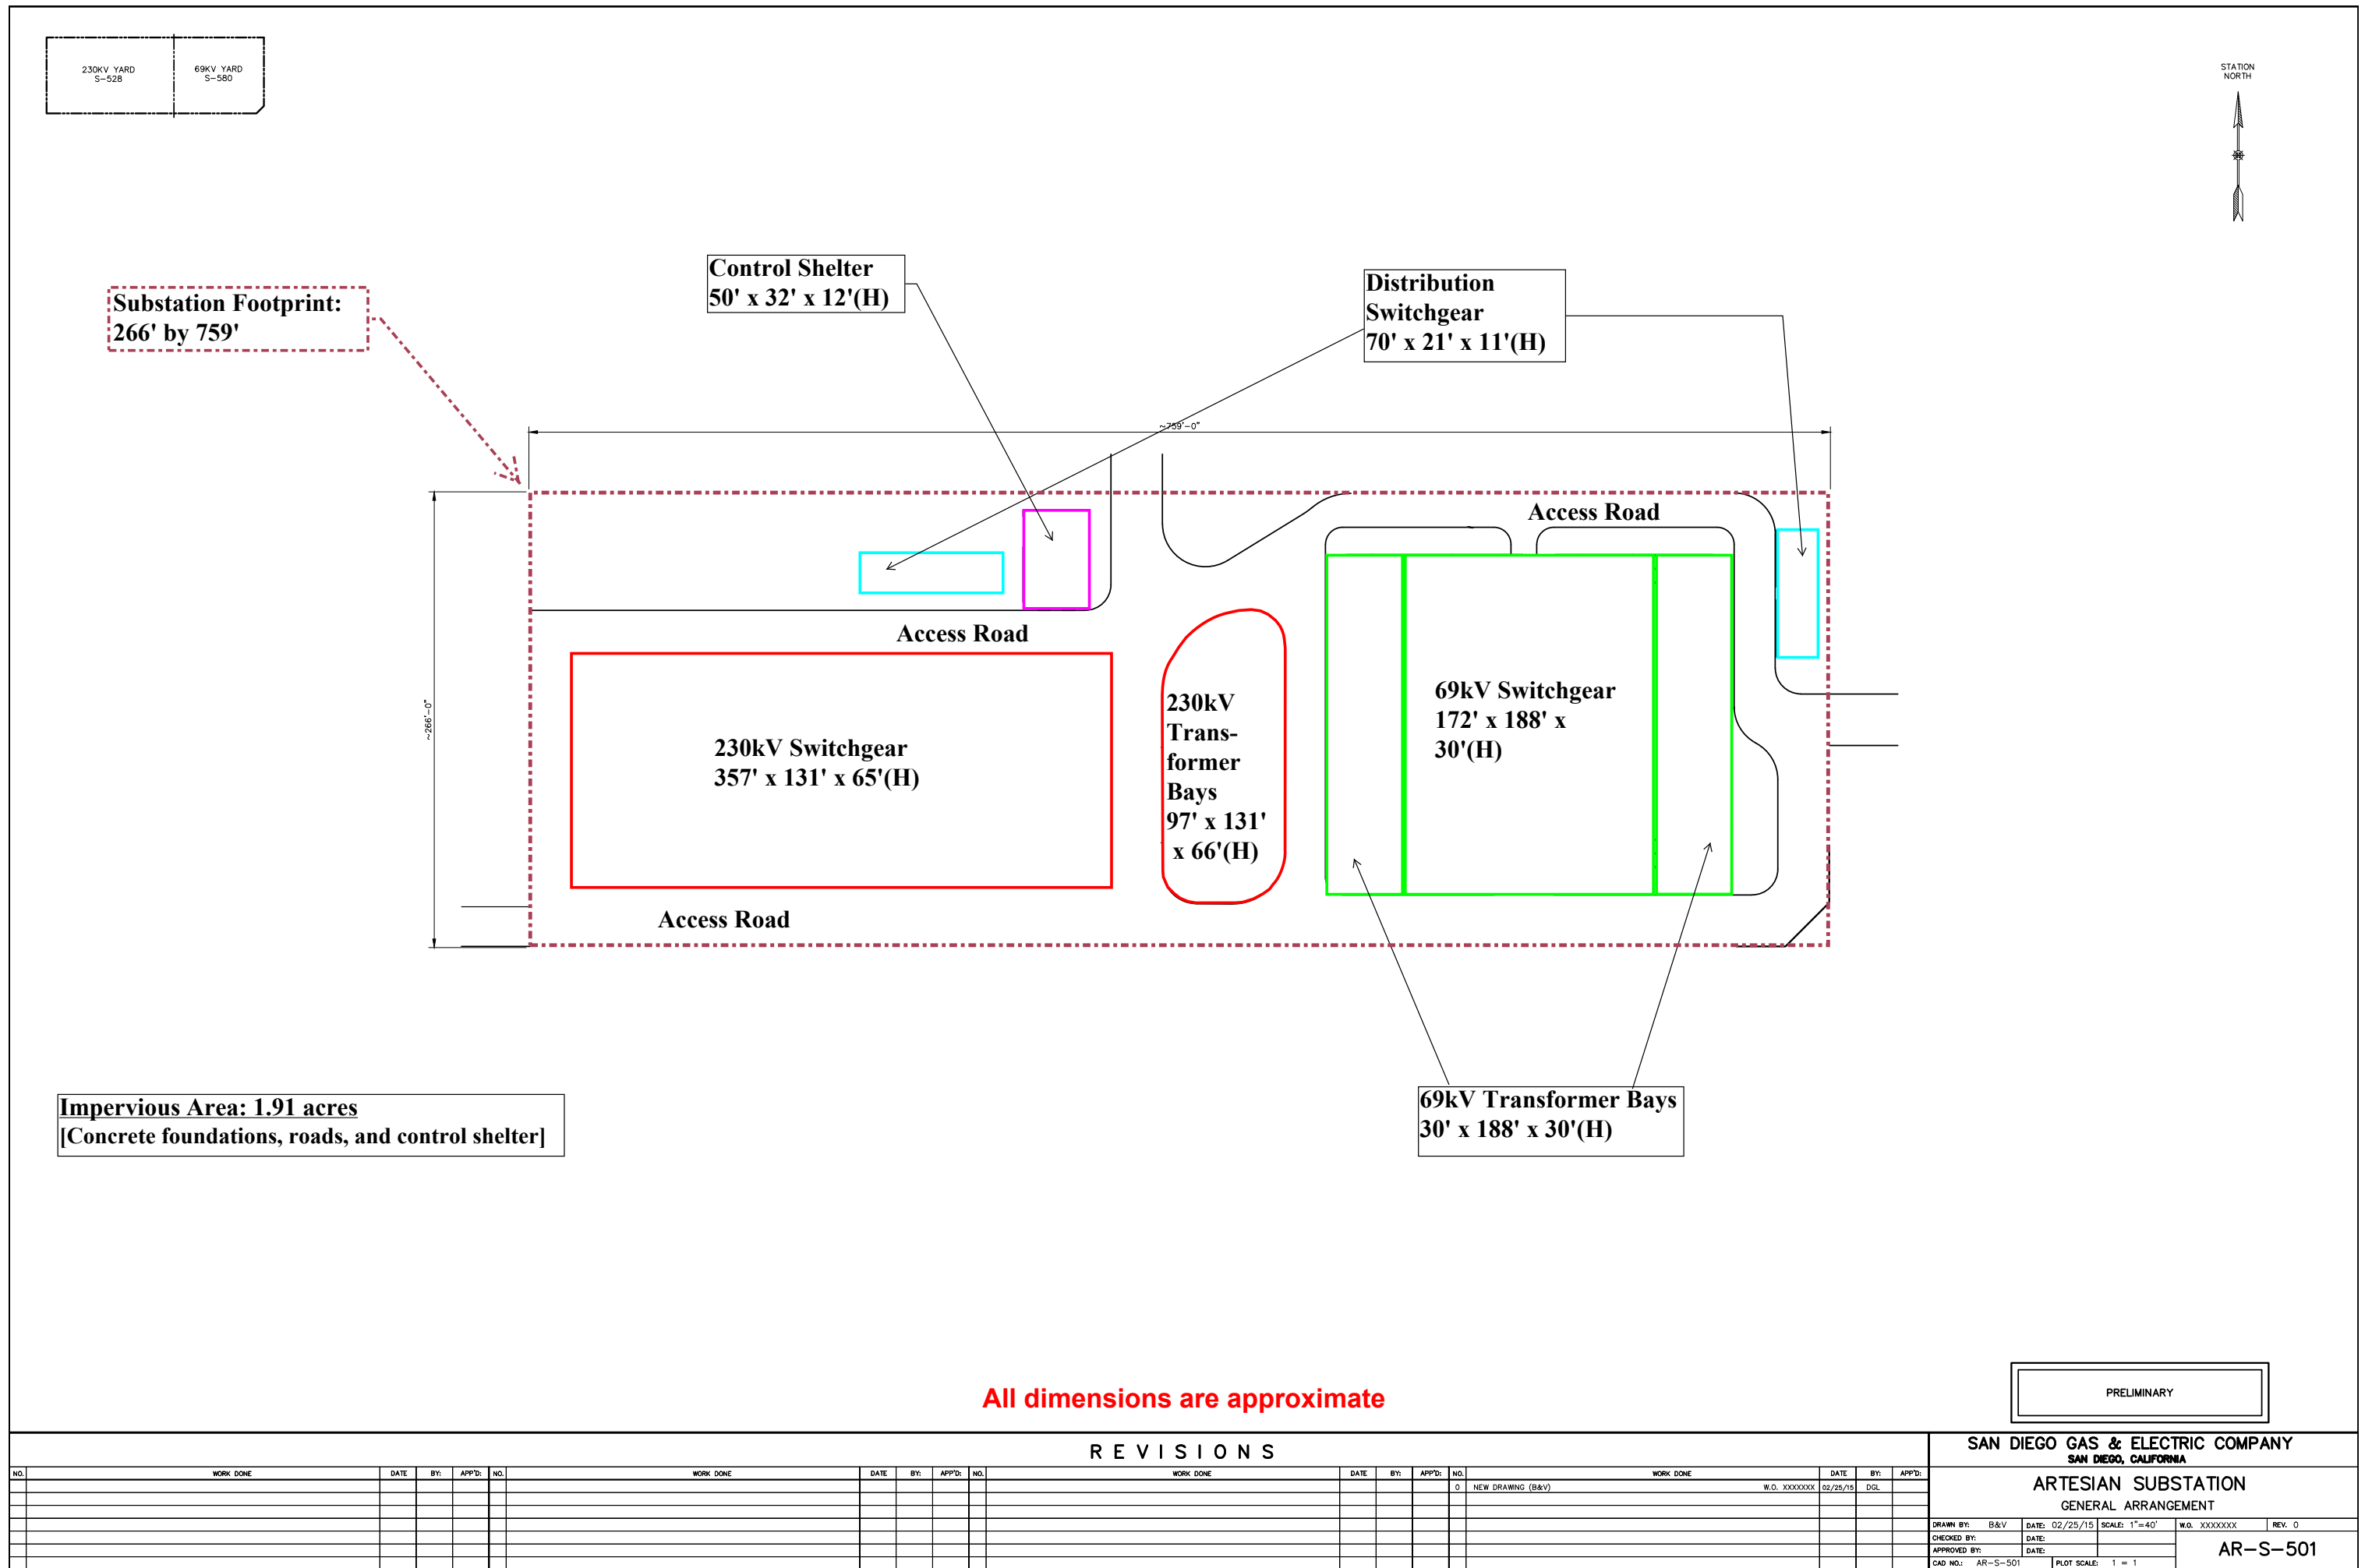 230KV YARD
S-528
69KV YARD
S-580
STATION
NORTH
Control Shelter
50' x 32' x 12'(H)
Distribution
Switchgear
70' x 21' x 11'(H)
Substation Footprint:
266' by 759'
~759'-0"
~266'-0"
Access Road
Access Road
230kV Switchgear
357' x 131' x 65'(H)
230kV
Trans-
former
Bays
97' x 131'
x 66'(H)
69kV Switchgear
172' x 188' x
30'(H)
Access Road
69kV Transformer Bays
30' x 188' x 30'(H)
Impervious Area: 1.91 acres
[Concrete foundations, roads, and control shelter]
All dimensions are approximate
PRELIMINARY
REVISIONS
NO. WORK DONE DATE BY: APP'D: NO. WORK DONE DATE BY: APP'D: NO. WORK DONE DATE BY: APP'D: NO. WORK DONE DATE BY: APP'D:
0 NEW DRAWING (B&V) W.O. XXXXXXX 02/25/15 DGL
SAN DIEGO GAS & ELECTRIC COMPANY
SAN DIEGO, CALIFORNIA
ARTESIAN SUBSTATION
GENERAL ARRANGEMENT
DRAWN BY: B&V DATE: 02/25/15 SCALE: 1"=40' W.O. XXXXXXX REV. 0
CHECKED BY: DATE:
APPROVED BY: DATE:
AR-S-501
CAD NO.: AR-S-501 PLOT SCALE: 1 = 1